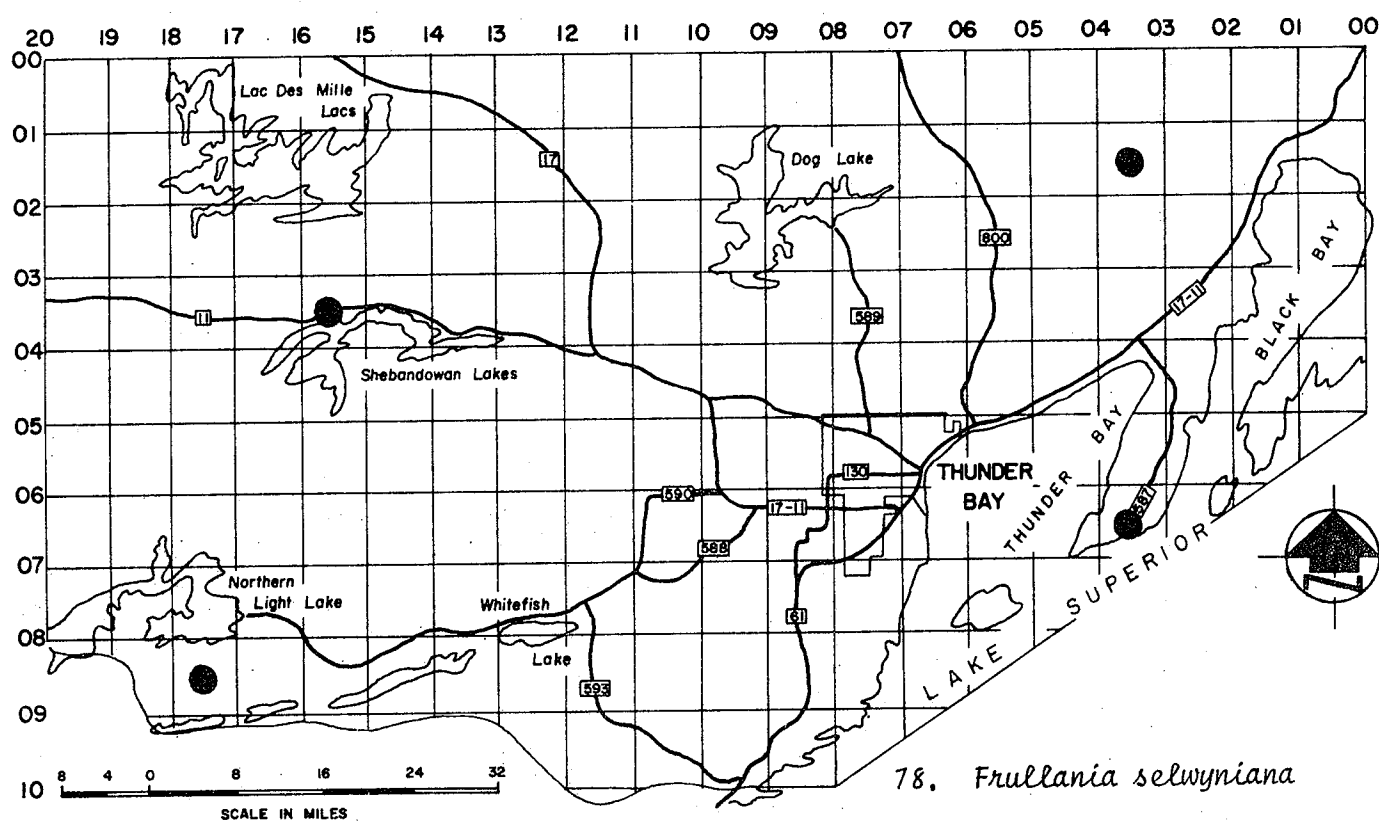 20 19 18 17 16 15 14 13 12 11 10 09 08 07 06 05 04 03 02 01 00
00
Lac Des Mille
Lacs
01
17
Dog Lake
02
800
BLACK BAY
03
17-11
11
589
04
Shebandowan Lakes
05
THUNDER BAY
130
THUNDER
BAY
06
590
17-11
587
588
07
Northern
Light Lake
Whitefish
Lake
61
LAKE SUPERIOR
N
08
593
09
10
8 4 0 8 16 24 32
SCALE IN MILES
78. Frullania selwyniana